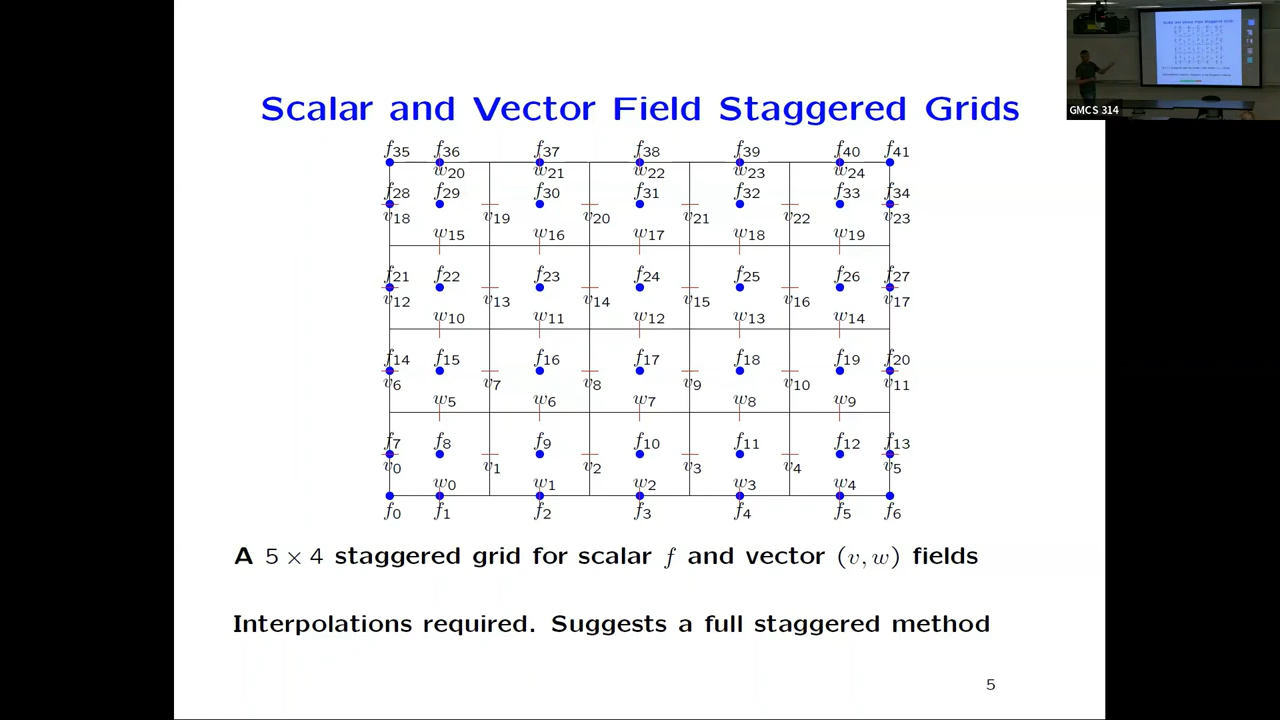 GMCS 314
Scalar and Vector Field Staggered Grids
f35 f36 f37 f38 f39 f40 f41
w20 w21 w22 w23 w24
f28 f29 f30 f31 f32 f33 f34
v18 v19 v20 v21 v22 v23
w15 w16 w17 w18 w19
f21 f22 f23 f24 f25 f26 f27
v12 v13 v14 v15 v16 v17
w10 w11 w12 w13 w14
f14 f15 f16 f17 f18 f19 f20
v6 v7 v8 v9 v10 v11
w5 w6 w7 w8 w9
f7 f8 f9 f10 f11 f12 f13
v0 v1 v2 v3 v4 v5
w0 w1 w2 w3 w4
f0 f1 f2 f3 f4 f5 f6
A 5 × 4 staggered grid for scalar f and vector (v, w) fields
Interpolations required. Suggests a full staggered method
5